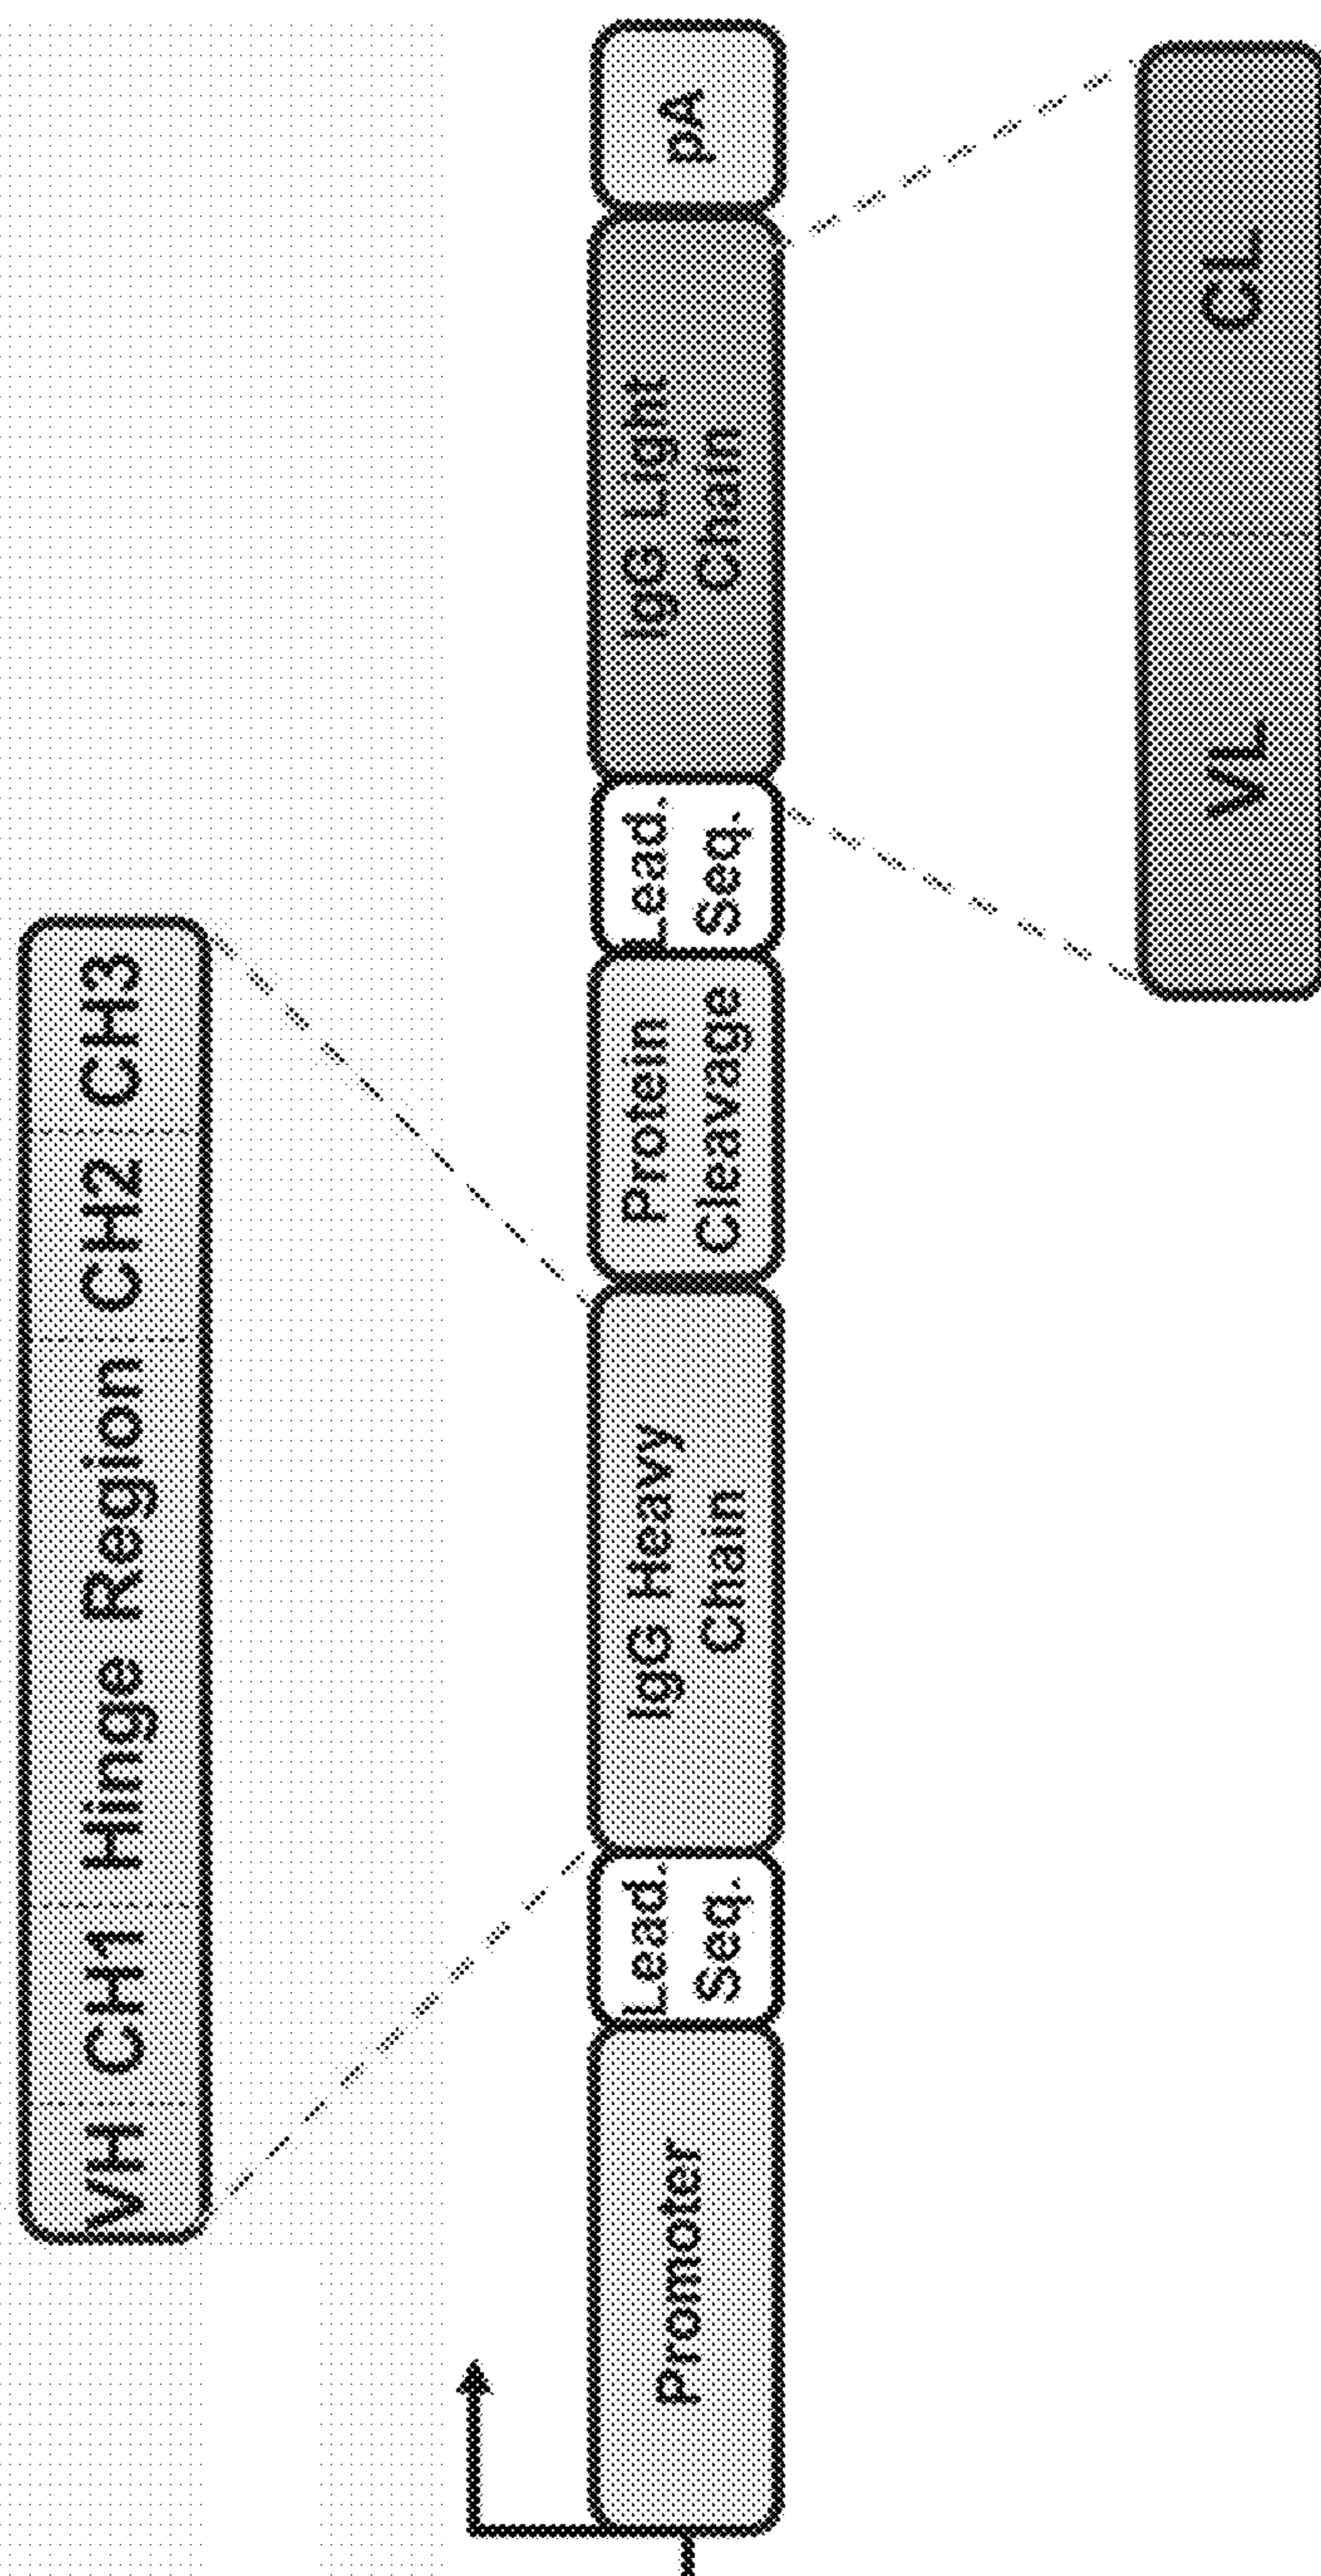 VH CH1 Hinge Region CH2 CH3
Promoter
Lead.
Seq.
IgG Heavy
Chain
Protein
Cleavage
Lead.
Seq.
IgG Light
Chain
pA
VL CL